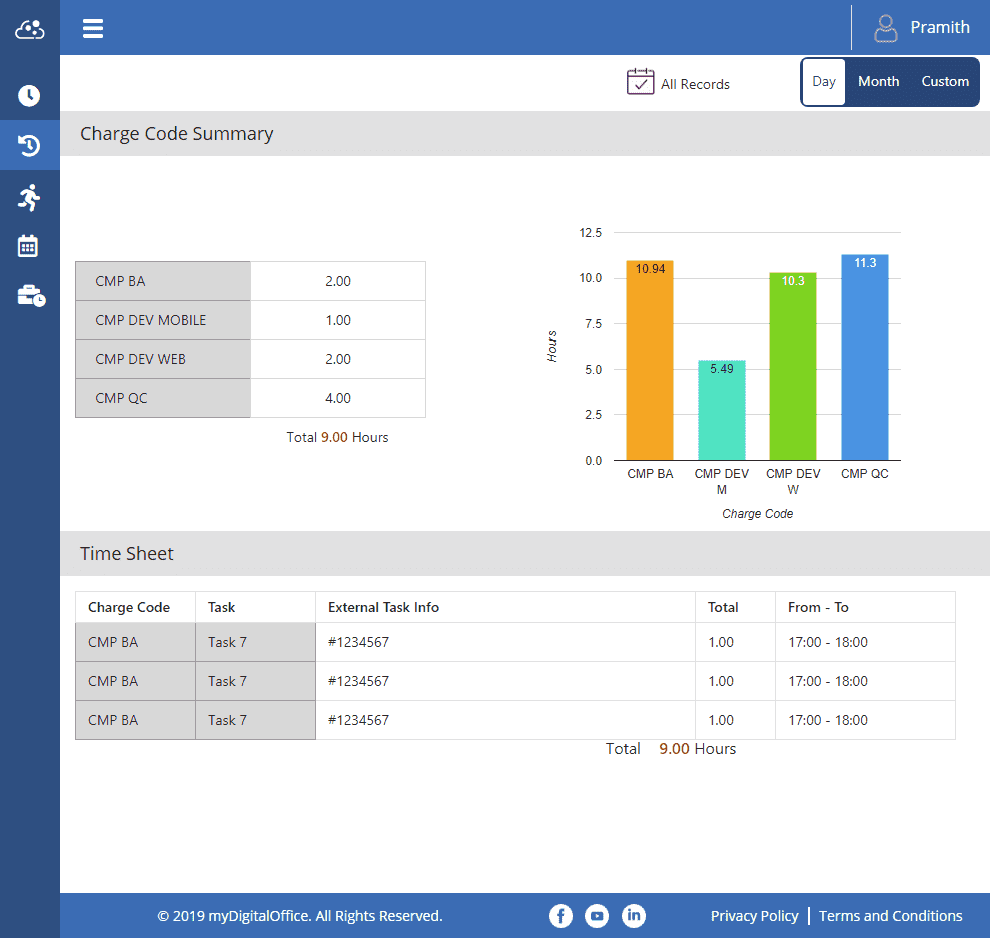 Pramith
All Records
Day Month Custom
Charge Code Summary
CMP BA 2.00
CMP DEV MOBILE 1.00
CMP DEV WEB 2.00
CMP QC 4.00
Total 9.00 Hours
Hours
12.5
10.0
7.5
5.0
2.5
0.0
10.94
5.49
10.3
11.3
CMP BA
CMP DEV
M
CMP DEV
W
CMP QC
Charge Code
Time Sheet
Charge Code Task External Task Info Total From - To
CMP BA Task 7 #1234567 1.00 17:00 - 18:00
CMP BA Task 7 #1234567 1.00 17:00 - 18:00
CMP BA Task 7 #1234567 1.00 17:00 - 18:00
Total 9.00 Hours
© 2019 myDigitalOffice. All Rights Reserved.
f
in
Privacy Policy | Terms and Conditions